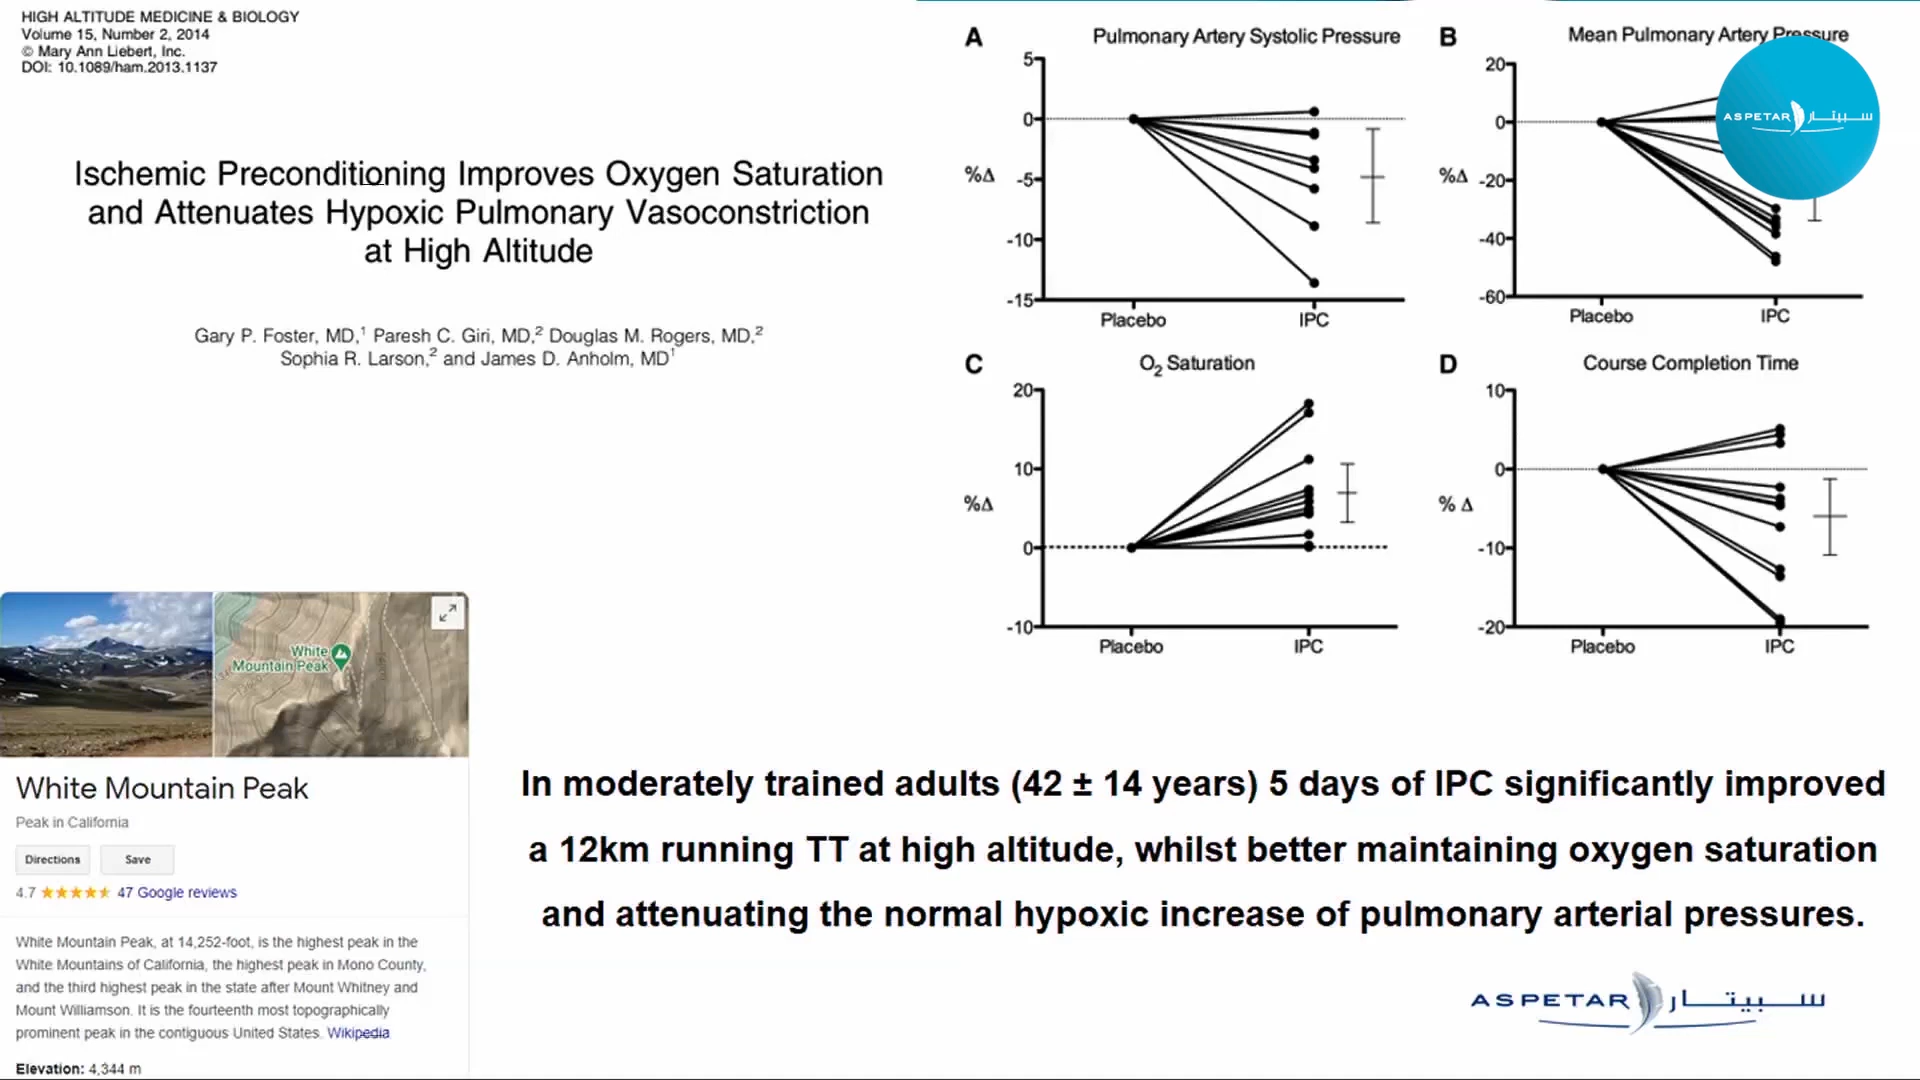 HIGH ALTITUDE MEDICINE & BIOLOGY
Volume 15, Number 2, 2014
© Mary Ann Liebert, Inc.
DOI: 10.1089/ham.2013.1137
Ischemic Preconditioning Improves Oxygen Saturation
and Attenuates Hypoxic Pulmonary Vasoconstriction
at High Altitude
Gary P. Foster, MD,¹ Paresh C. Giri, MD,² Douglas M. Rogers, MD,²
Sophia R. Larson,² and James D. Anholm, MD¹
A
Pulmonary Artery Systolic Pressure
5
0
%Δ
-5
-10
-15
Placebo
IPC
B
Mean Pulmonary Artery Pressure
20
0
%Δ
-20
-40
-60
Placebo
IPC
ASPETAR سبيتار
C
O₂ Saturation
20
10
%Δ
0
-10
Placebo
IPC
D
Course Completion Time
10
0
% Δ
-10
-20
Placebo
IPC
White
Mountain Peak
White Mountain Peak
Peak in California
Directions
Save
4.7 ★★★★★ 47 Google reviews
White Mountain Peak, at 14,252-foot, is the highest peak in the
White Mountains of California, the highest peak in Mono County,
and the third highest peak in the state after Mount Whitney and
Mount Williamson. It is the fourteenth most topographically
prominent peak in the contiguous United States. Wikipedia
Elevation: 4,344 m
In moderately trained adults (42 ± 14 years) 5 days of IPC significantly improved
a 12km running TT at high altitude, whilst better maintaining oxygen saturation
and attenuating the normal hypoxic increase of pulmonary arterial pressures.
ASPETAR سبيتار